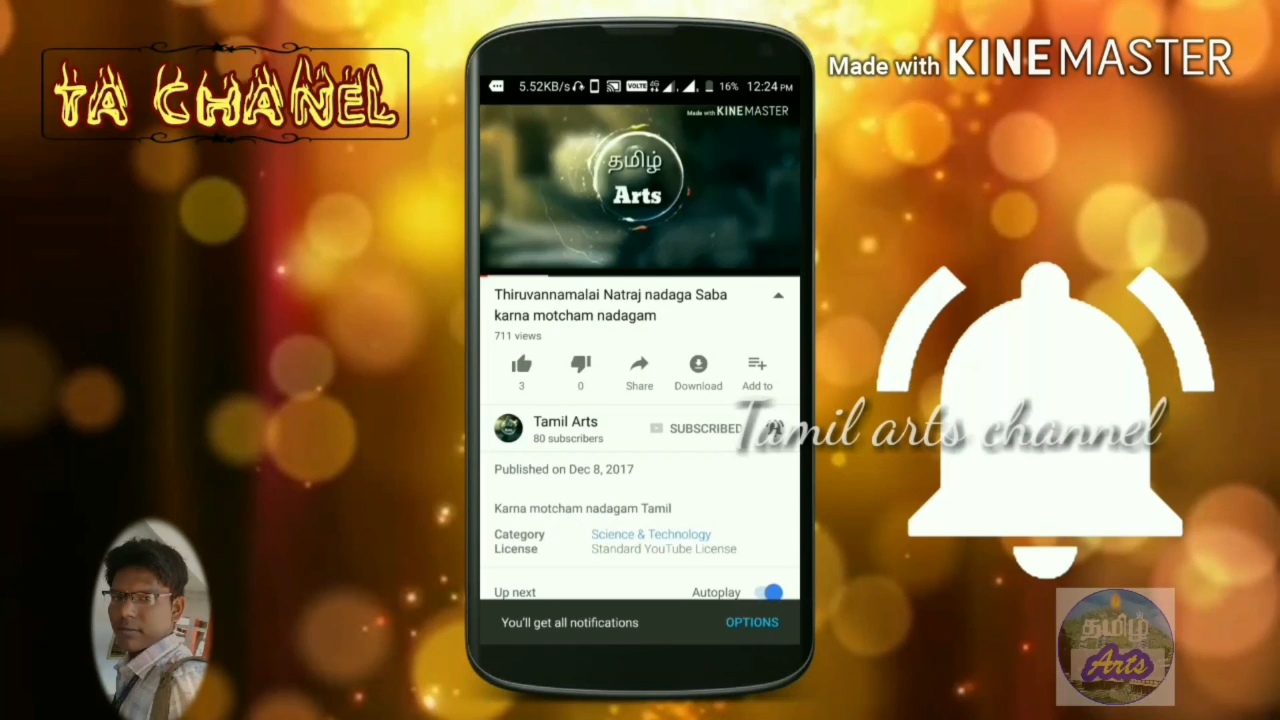 TA CHANEL
Made with KINEMASTER
5.52KB/s VOLTE 4G 16% 12:24 PM
Made with KINEMASTER
தமிழ்
Arts
Thiruvannamalai Natraj nadaga Saba
karna motcham nadagam
711 views
3 0 Share Download Add to
Tamil Arts
80 subscribers
SUBSCRIBED
Tamil arts channel
Published on Dec 8, 2017
Karna motcham nadagam Tamil
Category Science & Technology
License Standard YouTube License
Up next Autoplay
You'll get all notifications OPTIONS
தமிழ்
Arts